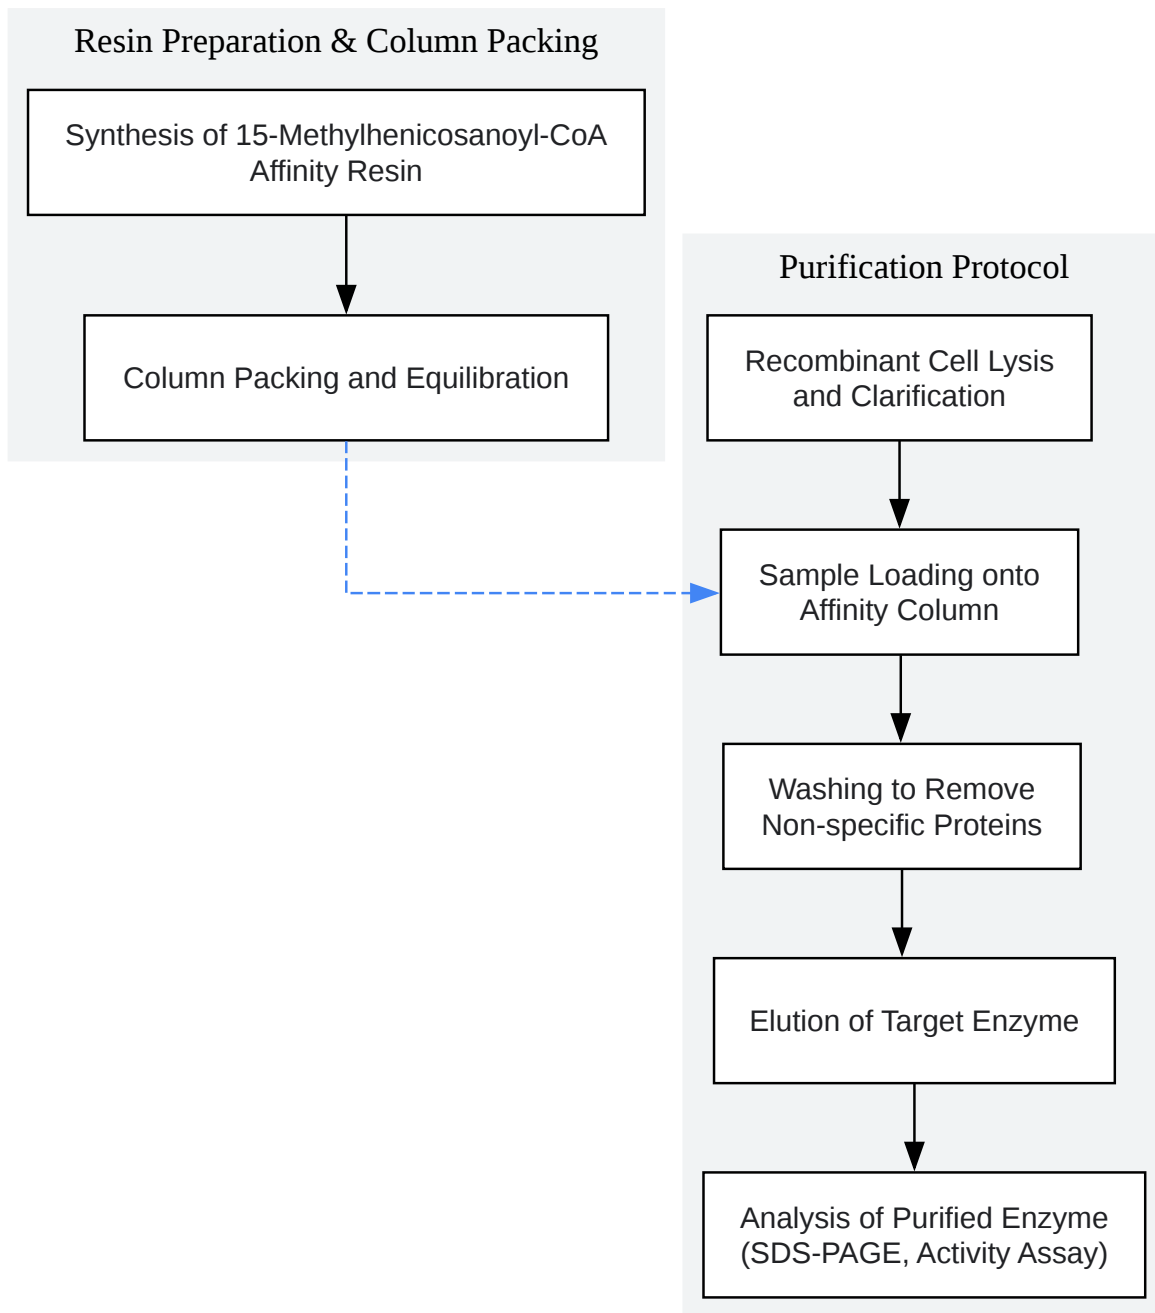 Resin Preparation & Column Packing
Synthesis of 15-Methylhenicosanoyl-CoA
Affinity Resin
Column Packing and Equilibration
Purification Protocol
Recombinant Cell Lysis
and Clarification
Sample Loading onto
Affinity Column
Washing to Remove
Non-specific Proteins
Elution of Target Enzyme
Analysis of Purified Enzyme
(SDS-PAGE, Activity Assay)